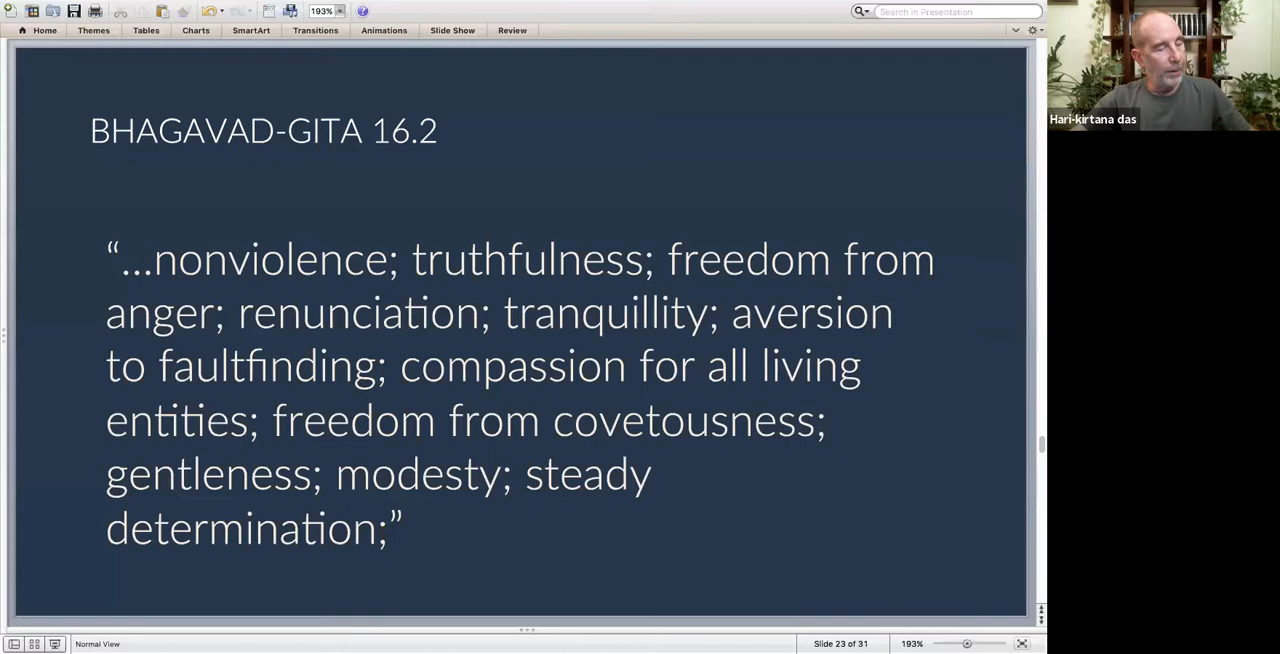 193%
Search in Presentation
Home Themes Tables Charts SmartArt Transitions Animations Slide Show Review
Hari-kirtana das
BHAGAVAD-GITA 16.2
“...nonviolence; truthfulness; freedom from
anger; renunciation; tranquillity; aversion
to faultfinding; compassion for all living
entities; freedom from covetousness;
gentleness; modesty; steady
determination;”
Normal View Slide 23 of 31 193%